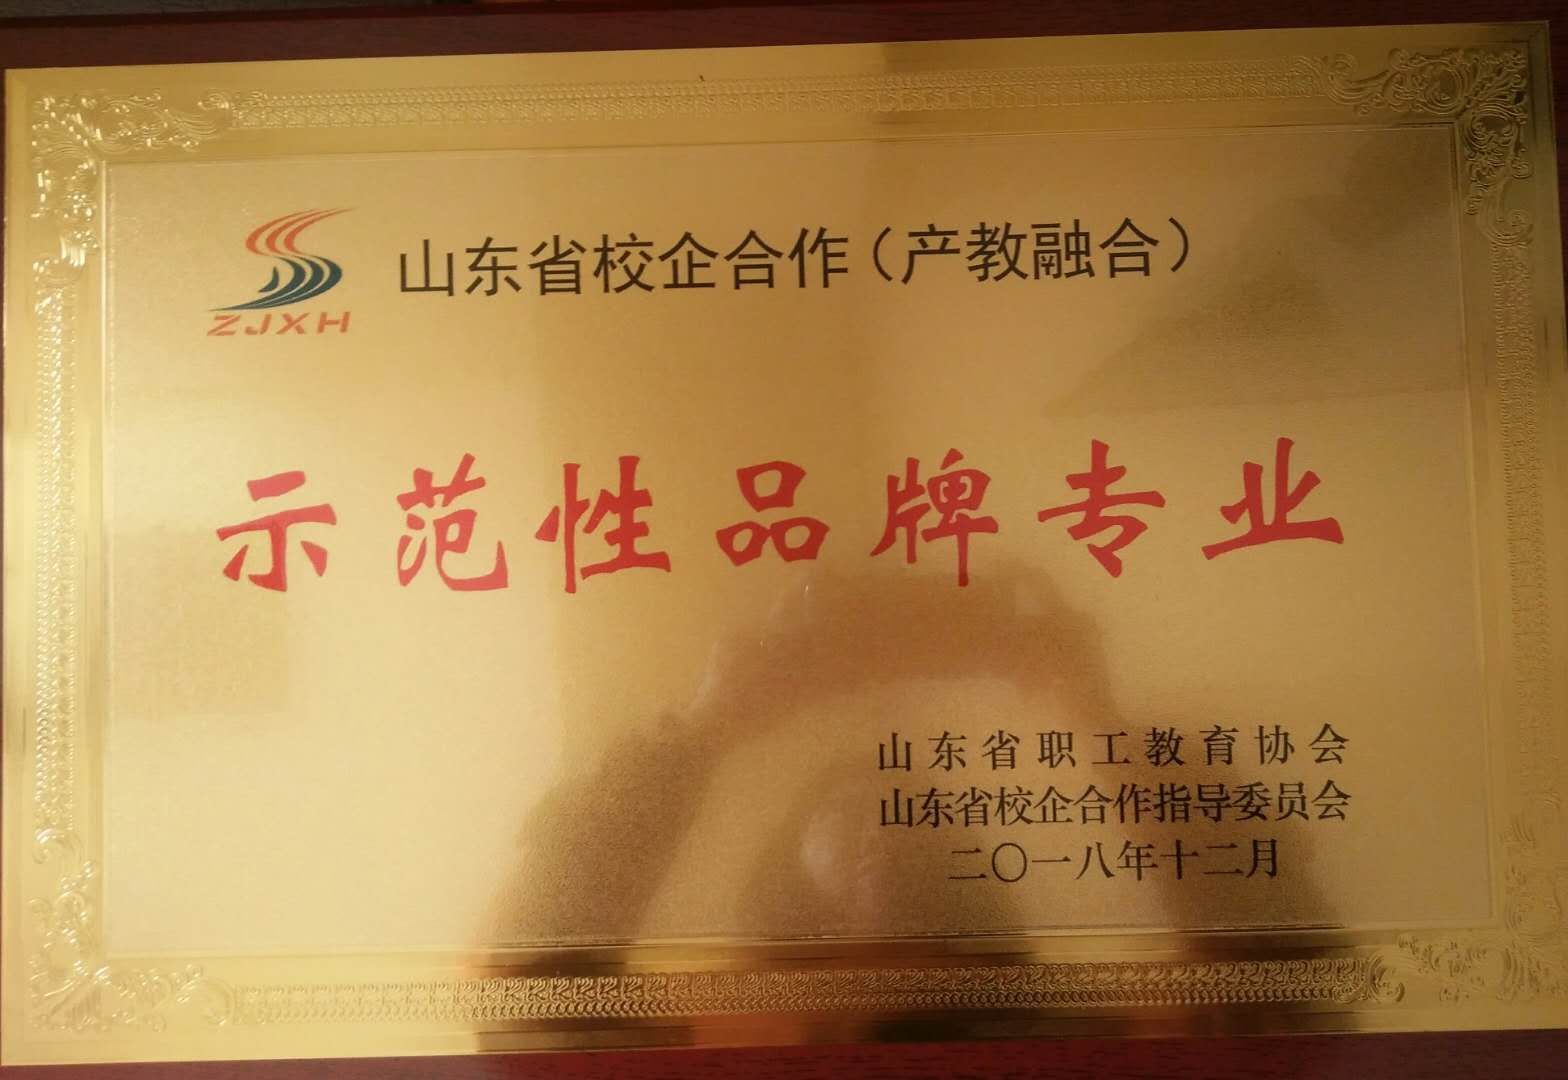 山东省校企合作（产教融合）
ZJXH
示范性品牌专业
山东省职工教育协会
山东省校企合作指导委员会
二〇一八年十二月